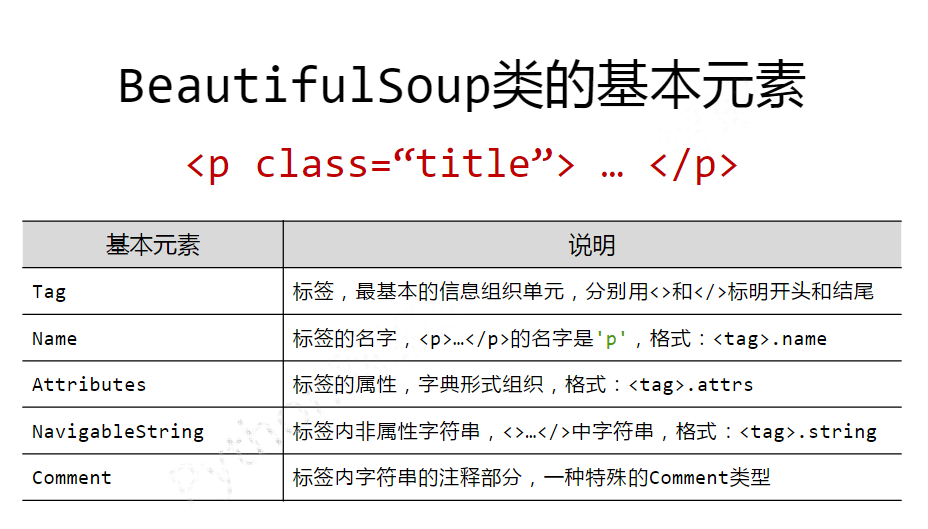 BeautifulSoup类的基本元素
<p class=“title”> … </p>
基本元素 说明
Tag 标签，最基本的信息组织单元，分别用<>和</>标明开头和结尾
Name 标签的名字，<p>…</p>的名字是'p'，格式：<tag>.name
Attributes 标签的属性，字典形式组织，格式：<tag>.attrs
NavigableString 标签内非属性字符串，<>…</>中字符串，格式：<tag>.string
Comment 标签内字符串的注释部分，一种特殊的Comment类型